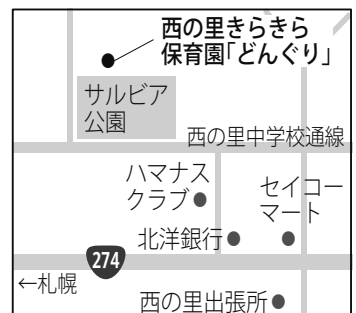 西の里きらきら
保育園「どんぐり」
サルビア
公園
西の里中学校通線
ハマナス
クラブ
セイコー
マート
北洋銀行
274
←札幌
西の里出張所